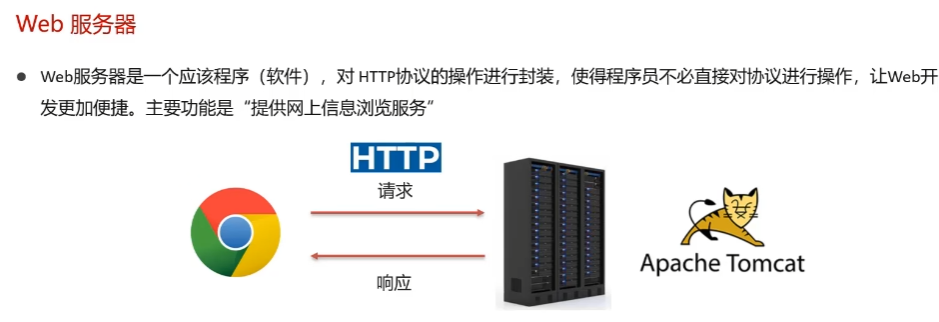 Web 服务器
● Web服务器是一个应该程序（软件），对 HTTP协议的操作进行封装，使得程序员不必直接对协议进行操作，让Web开
发更加便捷。主要功能是“提供网上信息浏览服务”
HTTP
请求
响应
Apache Tomcat